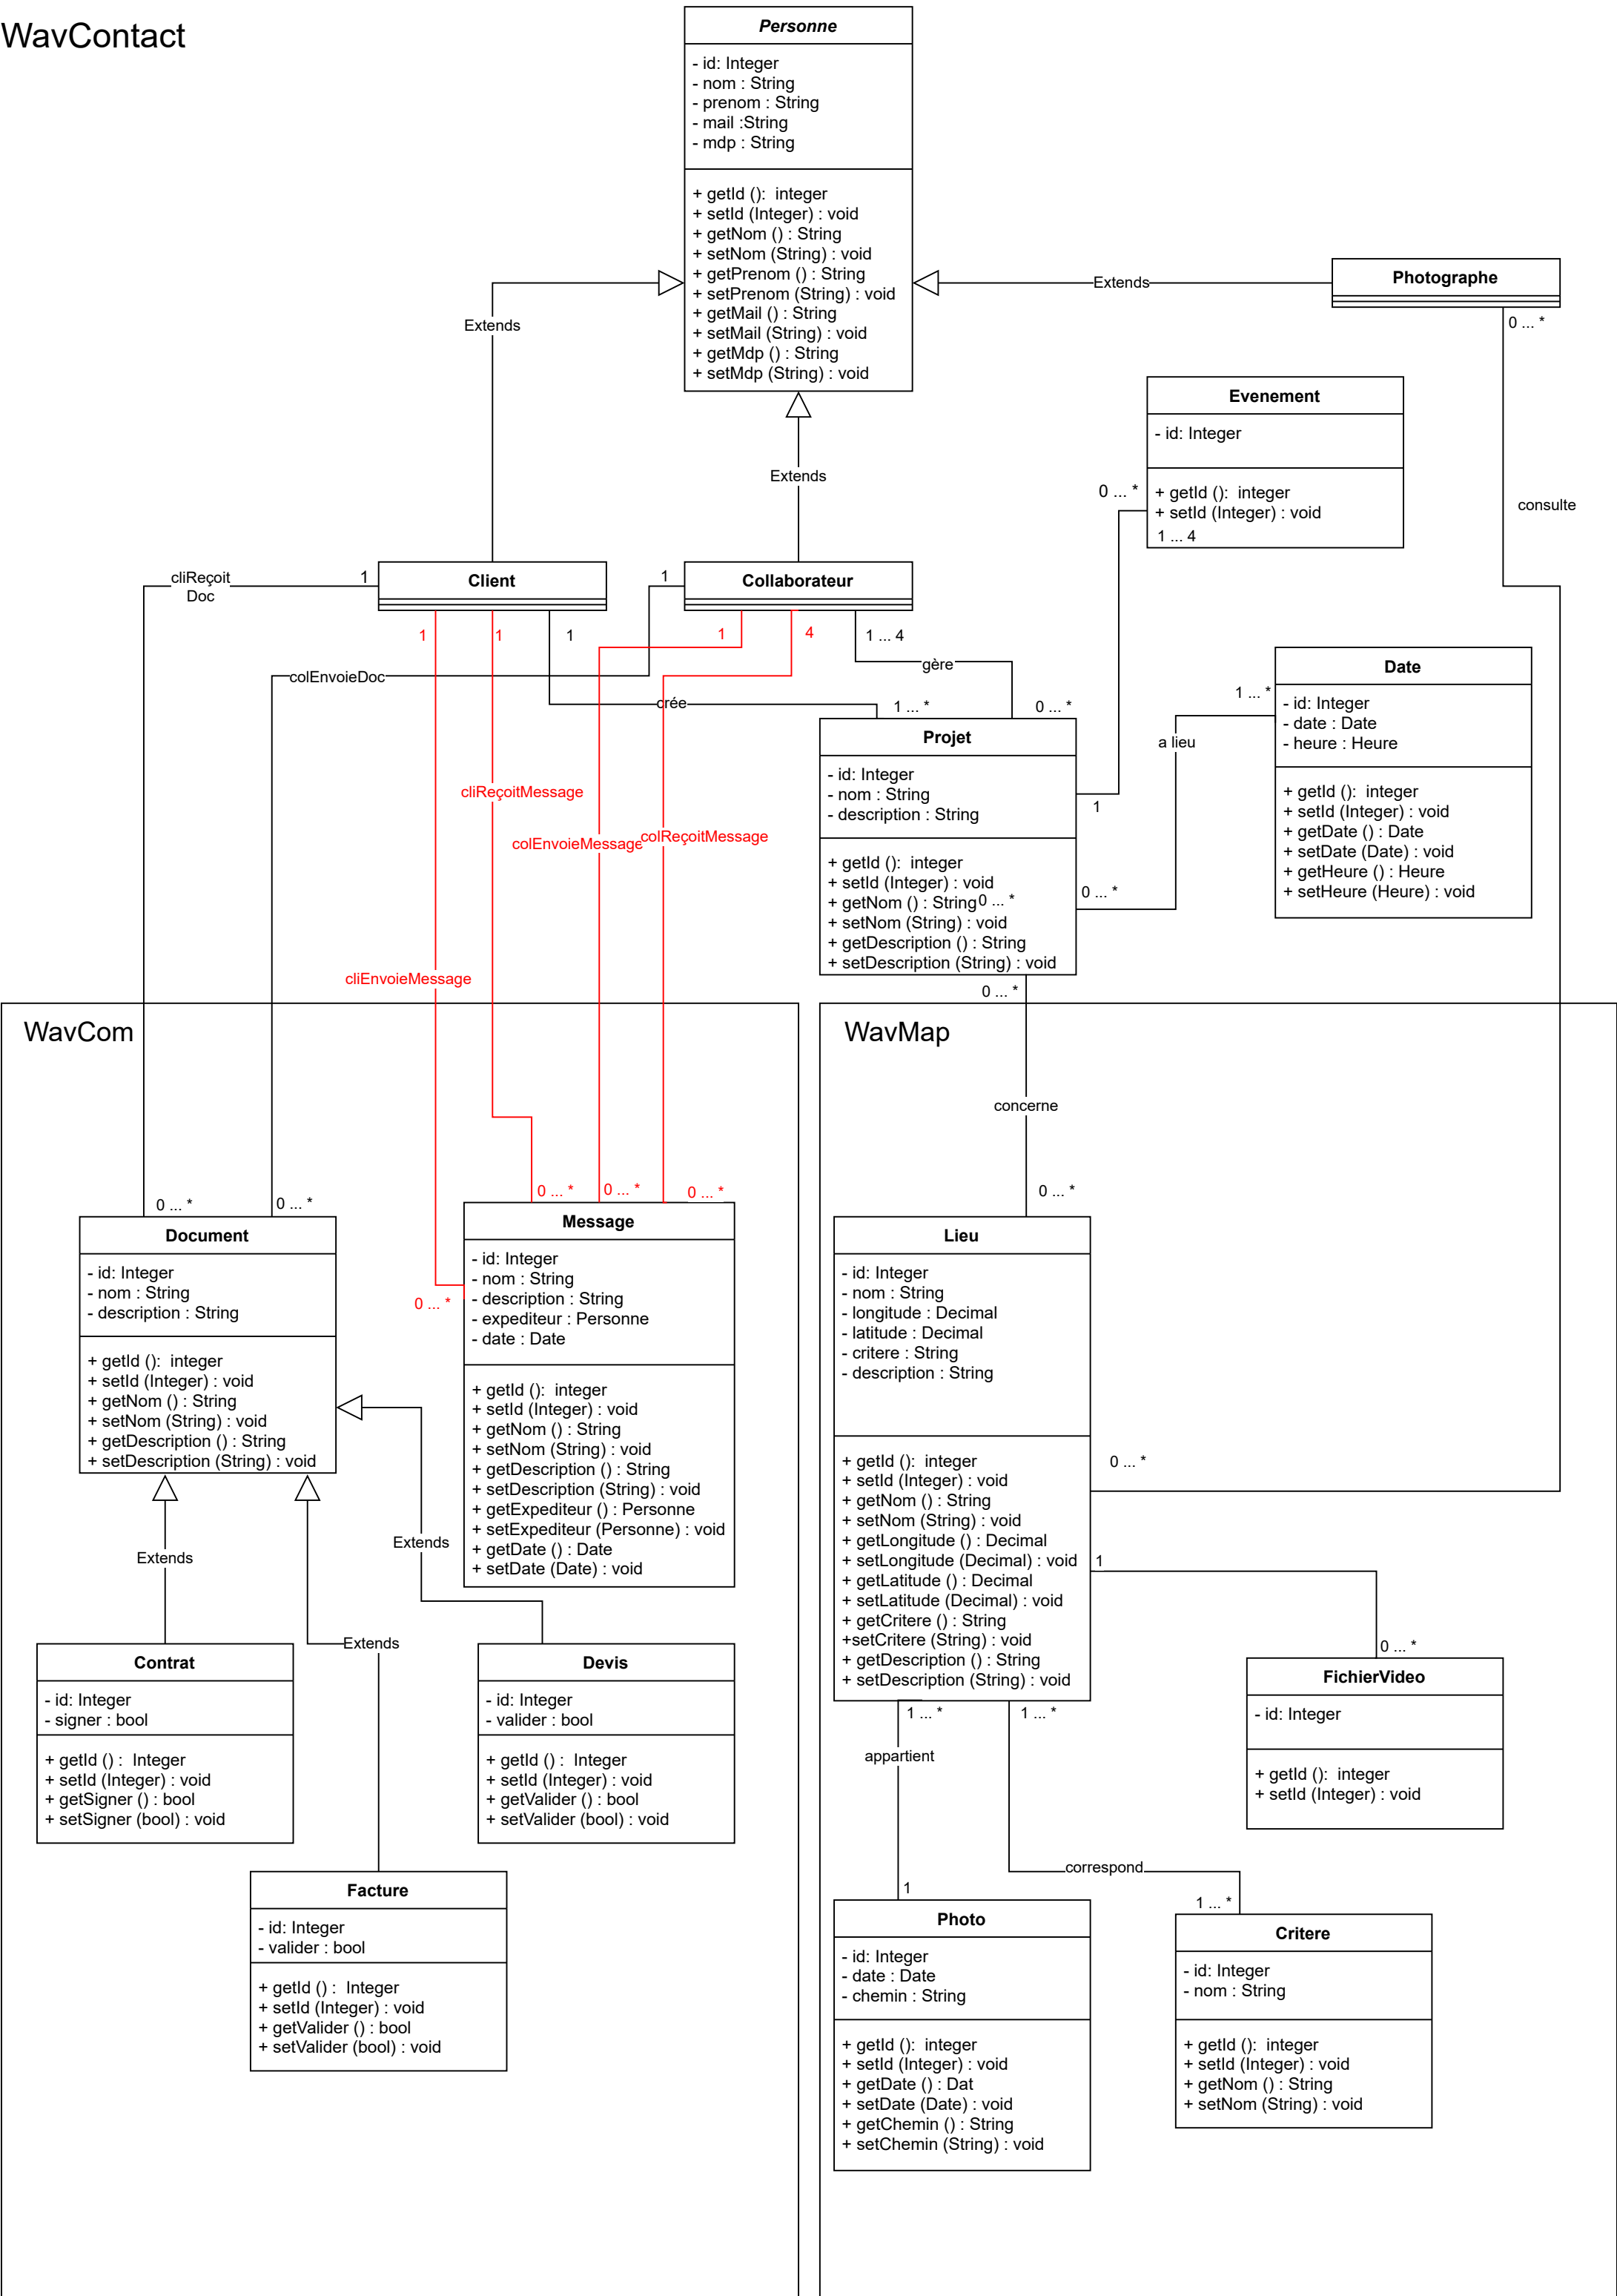 WavContact
Personne
- id: Integer
- nom : String
- prenom : String
- mail :String
- mdp : String
+ getId ():  integer
+ setId (Integer) : void
+ getNom () : String
+ setNom (String) : void
+ getPrenom () : String
+ setPrenom (String) : void
+ getMail () : String
+ setMail (String) : void
+ getMdp () : String
+ setMdp (String) : void
Extends
Extends
Extends
Photographe
0 ... *
consulte
Evenement
- id: Integer
+ getId ():  integer
+ setId (Integer) : void
1 ... 4
0 ... *
cliReçoit
Doc
1
Client
1
Collaborateur
1
1
1
1
4
1 ... 4
gère
colEnvoieDoc
crée
1 ... *
0 ... *
Projet
- id: Integer
- nom : String
- description : String
+ getId ():  integer
+ setId (Integer) : void
+ getNom () : String
0 ... *
+ setNom (String) : void
+ getDescription () : String
+ setDescription (String) : void
1
0 ... *
a lieu
1 ... *
Date
- id: Integer
- date : Date
- heure : Heure
+ getId ():  integer
+ setId (Integer) : void
+ getDate () : Date
+ setDate (Date) : void
+ getHeure () : Heure
+ setHeure (Heure) : void
cliReçoitMessage
colEnvoieMessage
colReçoitMessage
cliEnvoieMessage
0 ... *
WavCom
WavMap
concerne
0 ... *
0 ... *
0 ... *
0 ... *
0 ... *
0 ... *
0 ... *
Document
- id: Integer
- nom : String
- description : String
+ getId ():  integer
+ setId (Integer) : void
+ getNom () : String
+ setNom (String) : void
+ getDescription () : String
+ setDescription (String) : void
Message
- id: Integer
- nom : String
- description : String
- expediteur : Personne
- date : Date
+ getId ():  integer
+ setId (Integer) : void
+ getNom () : String
+ setNom (String) : void
+ getDescription () : String
+ setDescription (String) : void
+ getExpediteur () : Personne
+ setExpediteur (Personne) : void
+ getDate () : Date
+ setDate (Date) : void
Lieu
- id: Integer
- nom : String
- longitude : Decimal
- latitude : Decimal
- critere : String
- description : String
+ getId ():  integer
+ setId (Integer) : void
+ getNom () : String
+ setNom (String) : void
+ getLongitude () : Decimal
+ setLongitude (Decimal) : void
+ getLatitude () : Decimal
+ setLatitude (Decimal) : void
+ getCritere () : String
+setCritere (String) : void
+ getDescription () : String
+ setDescription (String) : void
0 ... *
1
0 ... *
Extends
Extends
Extends
Contrat
- id: Integer
- signer : bool
+ getId () :  Integer
+ setId (Integer) : void
+ getSigner () : bool
+ setSigner (bool) : void
Devis
- id: Integer
- valider : bool
+ getId () :  Integer
+ setId (Integer) : void
+ getValider () : bool
+ setValider (bool) : void
Facture
- id: Integer
- valider : bool
+ getId () :  Integer
+ setId (Integer) : void
+ getValider () : bool
+ setValider (bool) : void
FichierVideo
- id: Integer
+ getId ():  integer
+ setId (Integer) : void
1 ... *
1 ... *
appartient
correspond
1
1 ... *
Photo
- id: Integer
- date : Date
- chemin : String
+ getId ():  integer
+ setId (Integer) : void
+ getDate () : Dat
+ setDate (Date) : void
+ getChemin () : String
+ setChemin (String) : void
Critere
- id: Integer
- nom : String
+ getId ():  integer
+ setId (Integer) : void
+ getNom () : String
+ setNom (String) : void